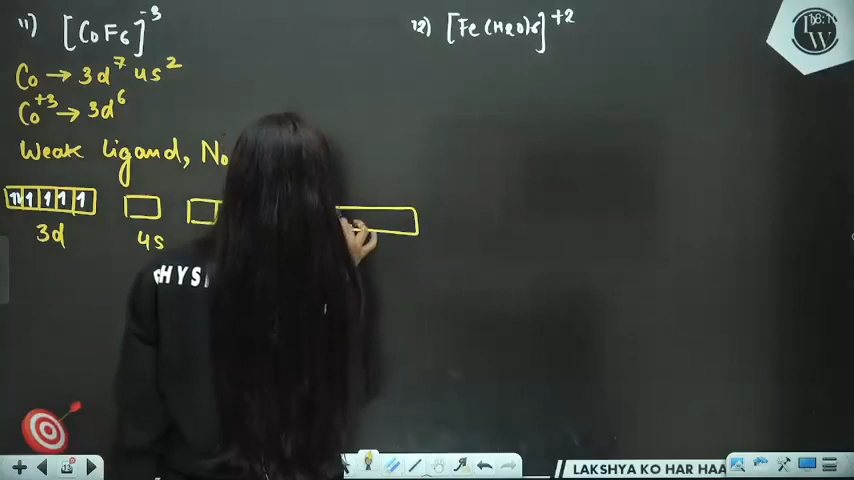 11) [CoF6]^-3
Co → 3d^7 4s^2
Co^+3 → 3d^6
Weak ligand, No
1 1 1 1
3d
4s
12) [Fe(H2O)6]^+2
HYS
LAKSHYA KO HAR HAA